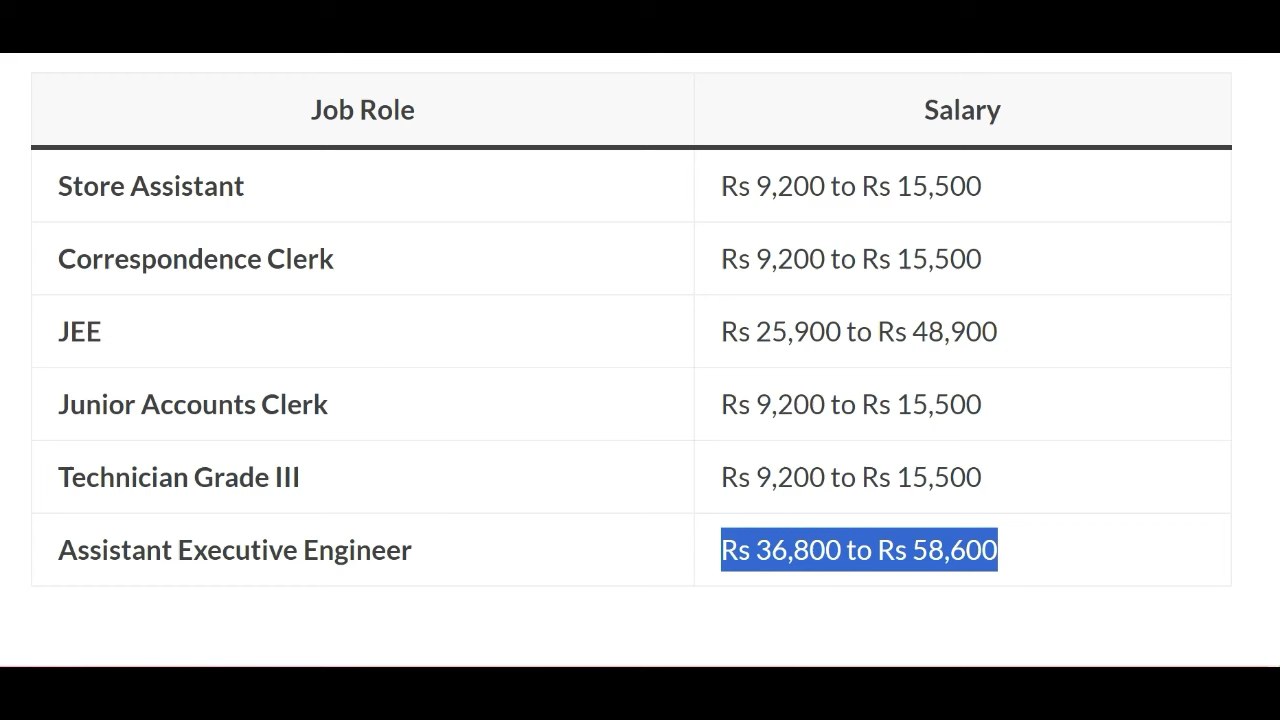 Job Role Salary
Store Assistant Rs 9,200 to Rs 15,500
Correspondence Clerk Rs 9,200 to Rs 15,500
JEE Rs 25,900 to Rs 48,900
Junior Accounts Clerk Rs 9,200 to Rs 15,500
Technician Grade III Rs 9,200 to Rs 15,500
Assistant Executive Engineer Rs 36,800 to Rs 58,600